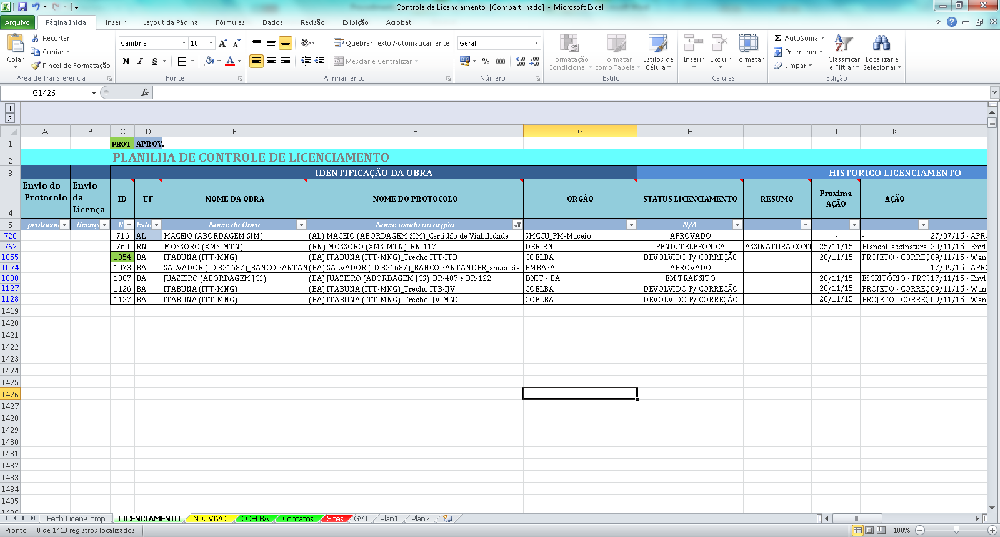 Controle de Licenciamento [Compartilhado] - Microsoft Excel
Arquivo Página Inicial Inserir Layout da Página Fórmulas Dados Revisão Exibição Acrobat
Colar Recortar Copiar Pincel de Formatação
Cambria 10 N I S
Quebrar Texto Automaticamente
Mesclar e Centralizar
Geral
% 000
Formatação Condicional Formatar como Tabela Estilos de Célula
Inserir Excluir Formatar
Σ AutoSoma Preencher Limpar
Classificar e Filtrar Localizar e Selecionar
Área de Transferência Fonte Alinhamento Número Estilo Células Edição
G1426 fx
1
2
A B C D E F G H I J K
1 PROT APROV.
2 PLANILHA DE CONTROLE DE LICENCIAMENTO
3 IDENTIFICAÇÃO DA OBRA HISTORICO LICENCIAMENTO
4 Envio do Protocolo Envio da Licença ID UF NOME DA OBRA NOME DO PROTOCOLO ORGÃO STATUS LICENCIAMENTO RESUMO Proxima AÇÃO AÇÃO
5 protocol licenç Esta Nome da Obra Nome usado no órgão N/A
720 716 AL MACEIO (ABORDAGEM SIM) (AL) MACEIO (ABORDAGEM SIM)_Certidão de Viabilidade SMCCU_PM-Maceio APROVADO - - 27/07/15 - APRO
762 760 RN MOSSORO (XMS-MTN) (RN) MOSSORO (XMS-MTN)_RN-117 DER-RN PEND. TELEFONICA ASSINATURA CONT 25/11/15 Bianchi_assinatura 20/11/15 - Envia
1055 1054 BA ITABUNA (ITT-MNG) (BA) ITABUNA (ITT-MNG)_Trecho ITT-ITB COELBA DEVOLVIDO P/ CORREÇÃO 20/11/15 PROJETO - CORREÇ 09/11/15 - Wand
1074 1073 BA SALVADOR (ID 821687)_BANCO SANTAN (BA) SALVADOR (ID 821687)_BANCO SANTANDER_anuencia EMBASA APROVADO - - 17/09/15 - APRO
1088 1087 BA JUAZEIRO (ABORDAGEM JCS) (BA) JUAZEIRO (ABORDAGEM JCS)_BR-407 e BR-122 DNIT - BA EM TRANSITO 20/11/15 ESCRITÓRIO - PRO 17/11/15 - Envia
1127 1126 BA ITABUNA (ITT-MNG) (BA) ITABUNA (ITT-MNG)_Trecho ITB-IJV COELBA DEVOLVIDO P/ CORREÇÃO 20/11/15 PROJETO - CORREÇ 09/11/15 - Wand
1128 1127 BA ITABUNA (ITT-MNG) (BA) ITABUNA (ITT-MNG)_Trecho IJV-MNG COELBA DEVOLVIDO P/ CORREÇÃO 20/11/15 PROJETO - CORREÇ 09/11/15 - Wand
1419
1420
1421
1422
1423
1424
1425
1426
1427
1428
1429
1430
1431
1432
1433
1434
1435
1436
Fech Licen-Comp LICENCIAMENTO IND. VIVO COELBA Contatos Sites GVT Plan1 Plan2
Pronto 8 de 1413 registros localizados. 100%